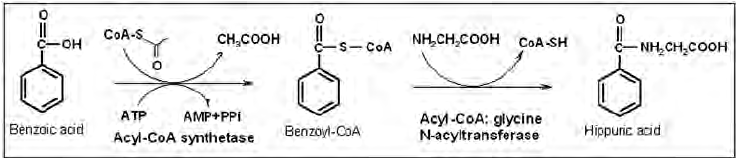 O
C
OH
Benzoic acid
CoA-S
O
CH3COOH
ATP
AMP+PPi
Acyl-CoA synthetase
O
C
S
CoA
Benzoyl-CoA
NH2CH2COOH
CoA-SH
Acyl-CoA: glycine
N-acyltransferase
O
C
NH2CH2COOH
Hippuric acid